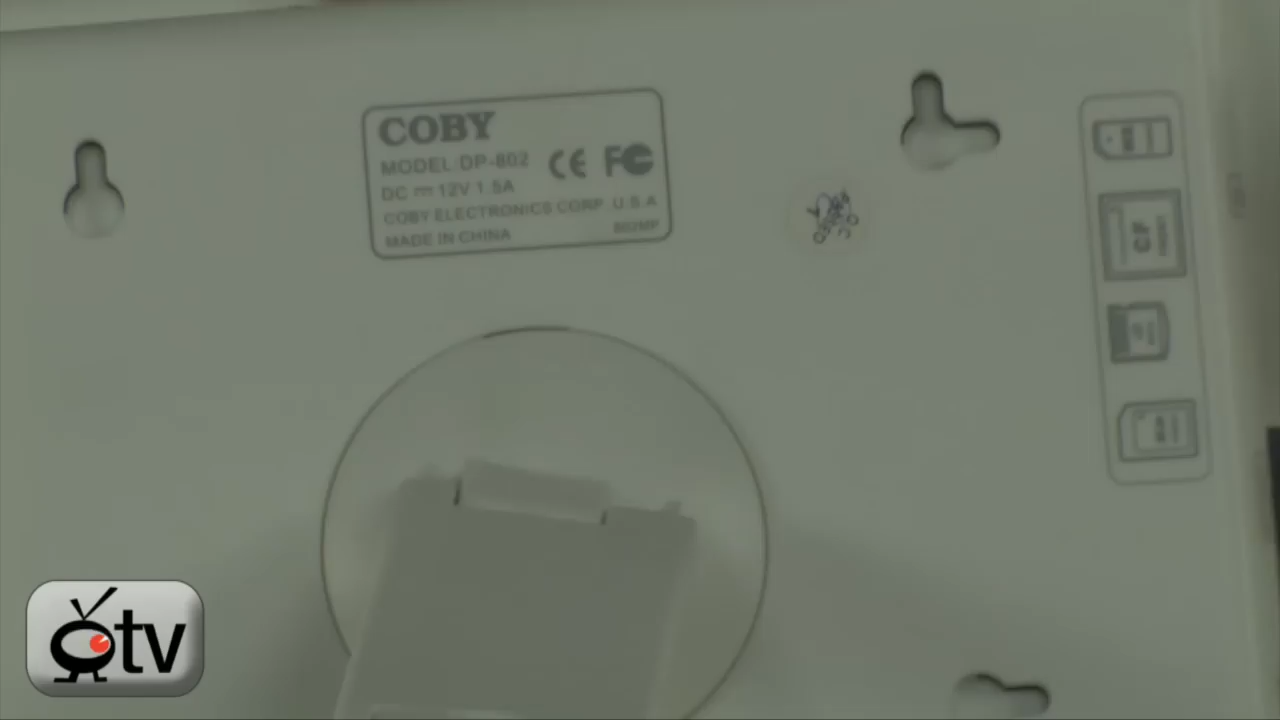 COBY
MODEL:DP-802
CE FC
DC 12V 1.5A
COBY ELECTRONICS CORP. U.S.A
MADE IN CHINA
CF
tv